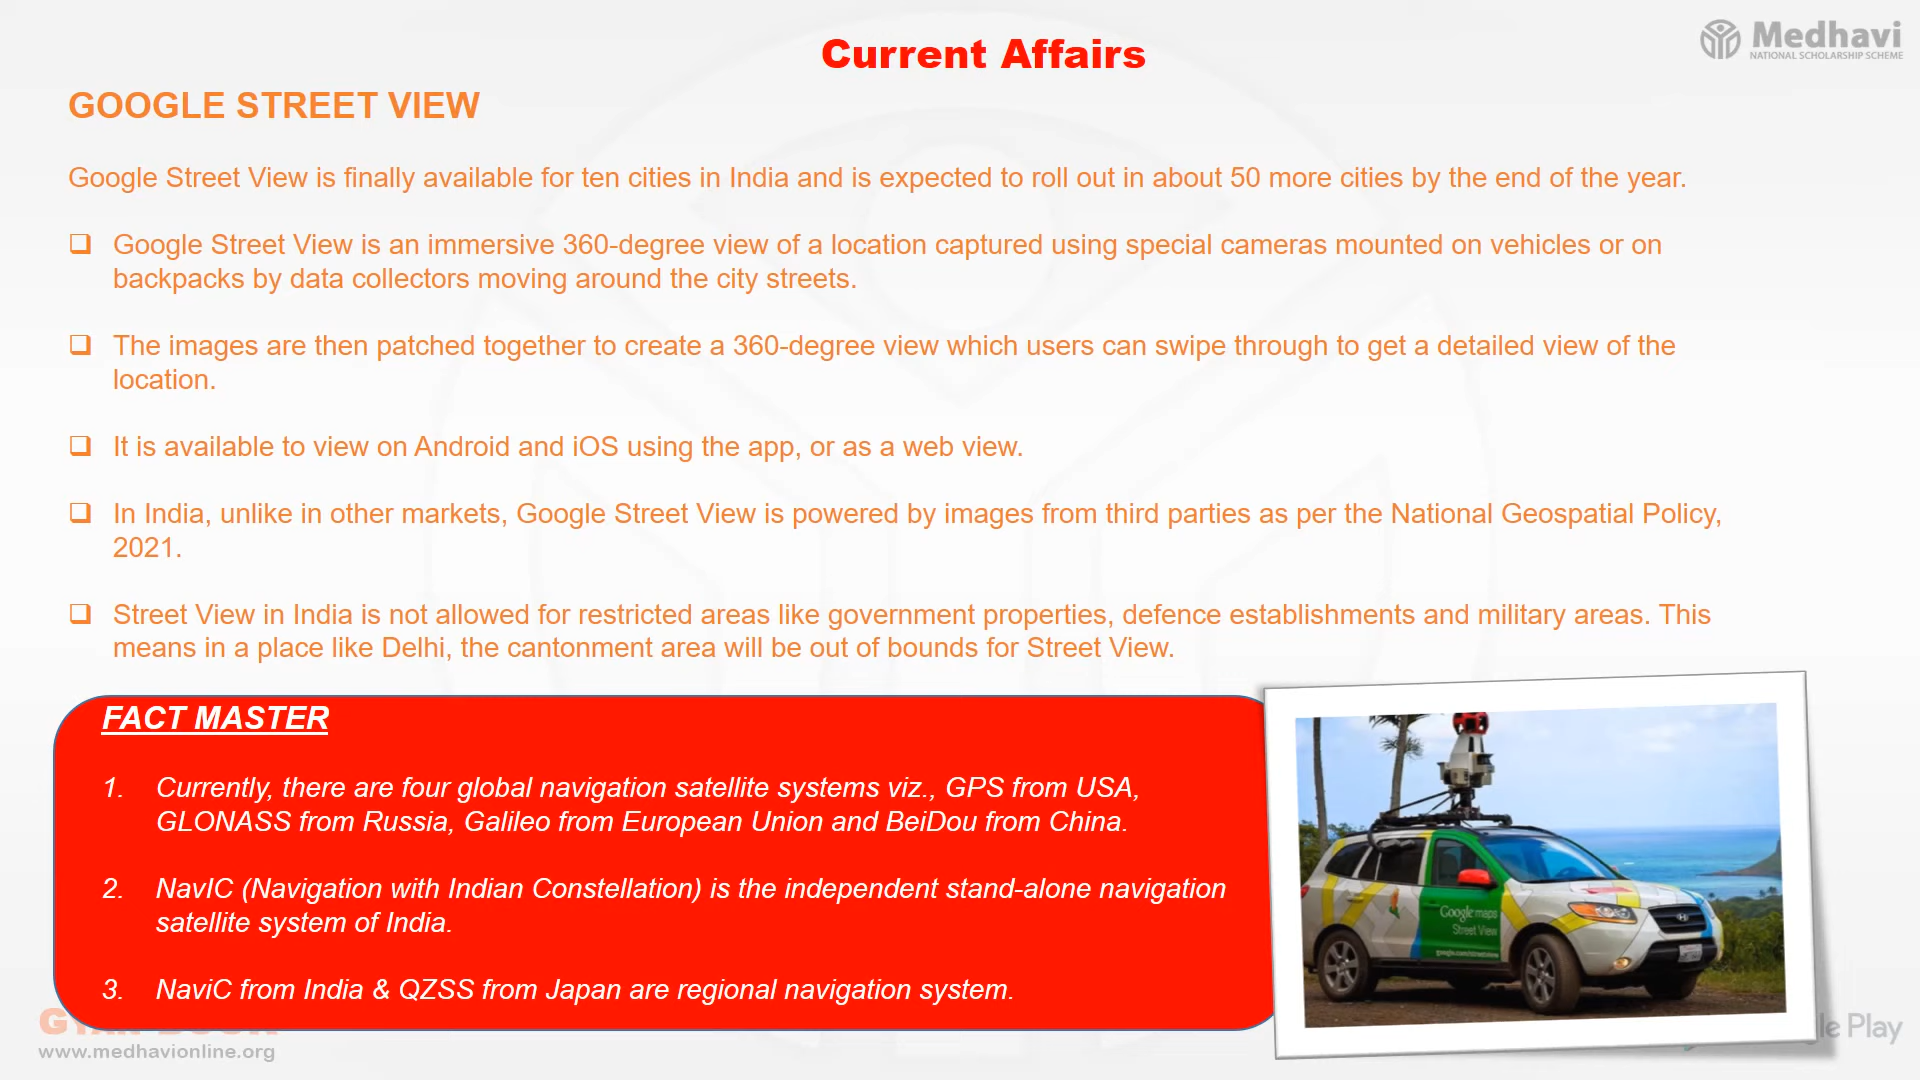 Medhavi
NATIONAL SCHOLARSHIP SCHEME
Current Affairs
GOOGLE STREET VIEW
Google Street View is finally available for ten cities in India and is expected to roll out in about 50 more cities by the end of the year.
Google Street View is an immersive 360-degree view of a location captured using special cameras mounted on vehicles or on
backpacks by data collectors moving around the city streets.
The images are then patched together to create a 360-degree view which users can swipe through to get a detailed view of the
location.
It is available to view on Android and iOS using the app, or as a web view.
In India, unlike in other markets, Google Street View is powered by images from third parties as per the National Geospatial Policy,
2021.
Street View in India is not allowed for restricted areas like government properties, defence establishments and military areas. This
means in a place like Delhi, the cantonment area will be out of bounds for Street View.
FACT MASTER
1. Currently, there are four global navigation satellite systems viz., GPS from USA,
GLONASS from Russia, Galileo from European Union and BeiDou from China.
2. NavIC (Navigation with Indian Constellation) is the independent stand-alone navigation
satellite system of India.
3. NaviC from India & QZSS from Japan are regional navigation system.
Google maps
Street View
www.medhavionline.org
le Play